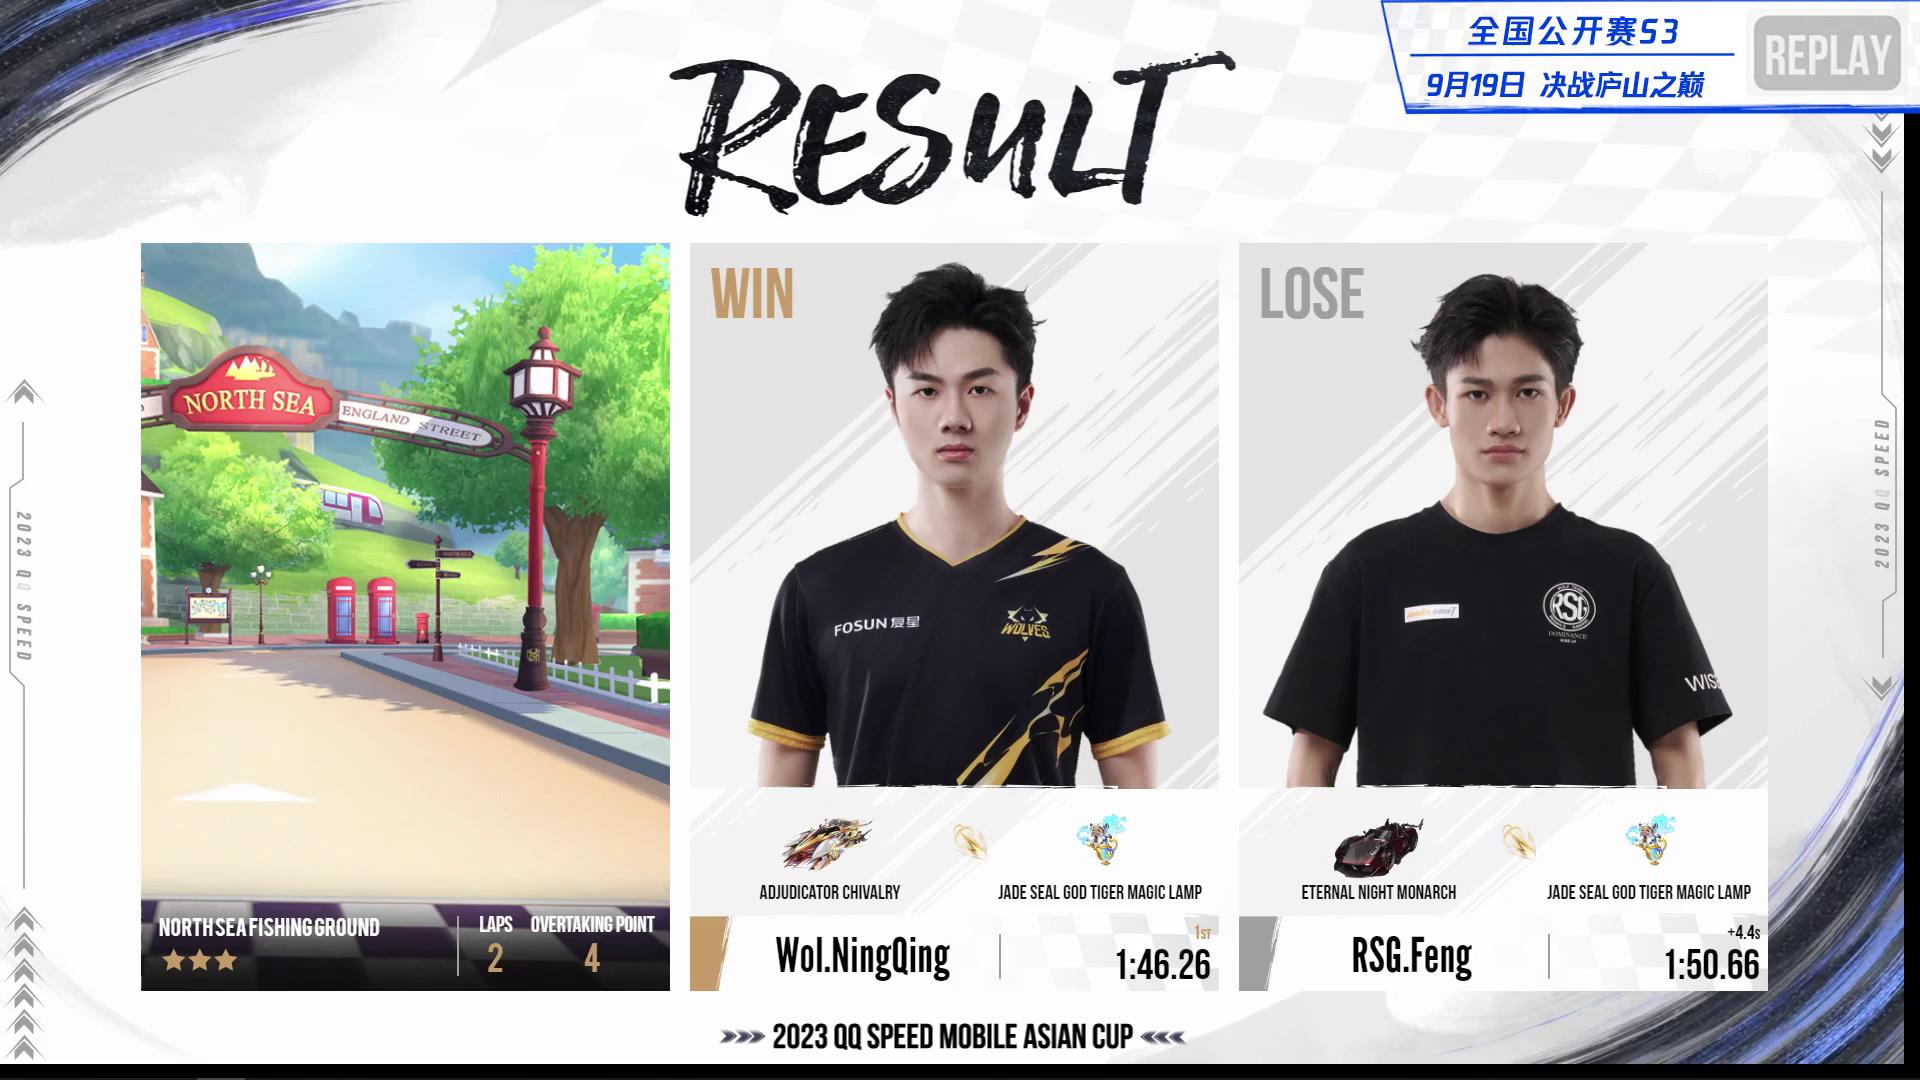 全国公开赛S3
9月19日 决战庐山之巅
REPLAY
RESULT
NORTH SEA
ENGLAND STREET
WIN
LOSE
FOSUN 复星
WOLVES
RSG
DOMINANCE
WIS
2023 QQ SPEED
2023 QQ SPEED
ADJUDICATOR CHIVALRY
JADE SEAL GOD TIGER MAGIC LAMP
ETERNAL NIGHT MONARCH
JADE SEAL GOD TIGER MAGIC LAMP
NORTH SEA FISHING GROUND
LAPS
2
OVERTAKING POINT
4
Wol.NingQing
1ST
1:46.26
RSG.Feng
+4.4s
1:50.66
2023 QQ SPEED MOBILE ASIAN CUP